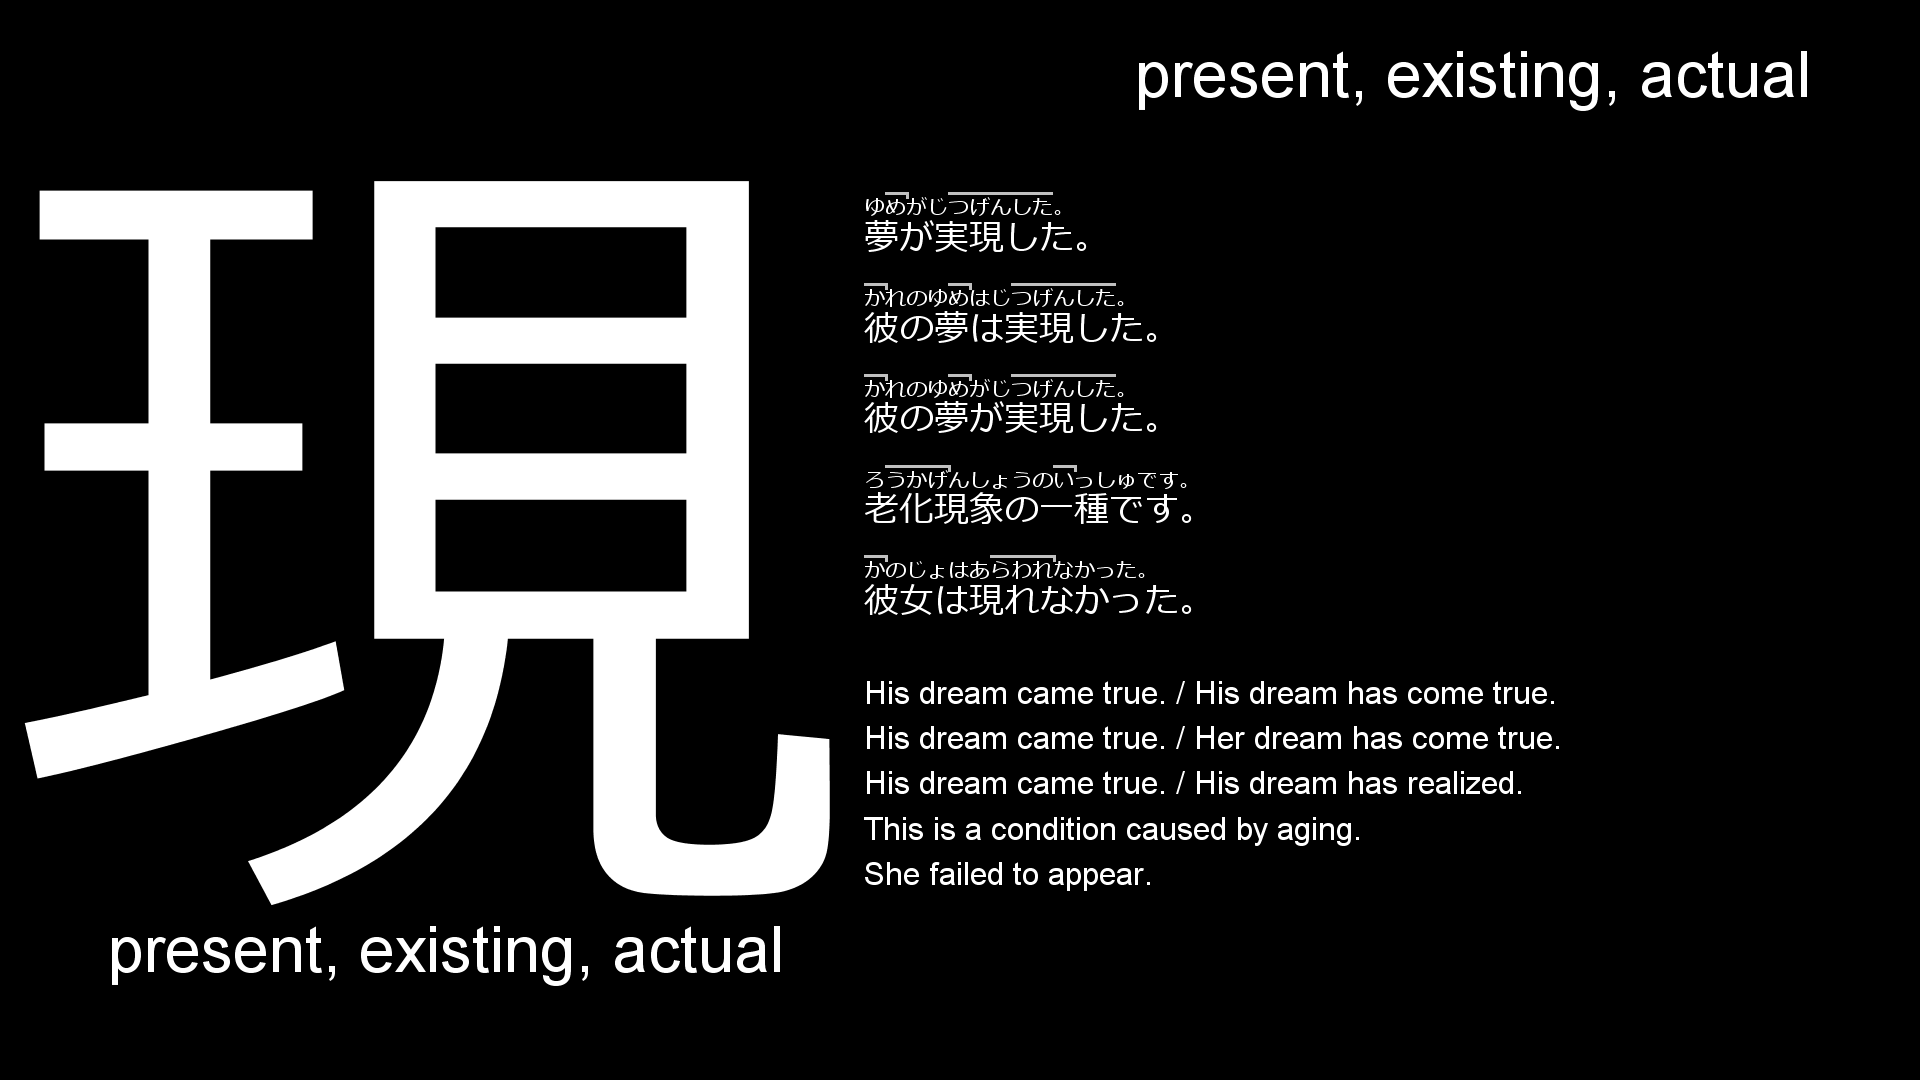 present, existing, actual
現
present, existing, actual
ゆめがじつげんした。
夢が実現した。
かれのゆめはじつげんした。
彼の夢は実現した。
かれのゆめがじつげんした。
彼の夢が実現した。
ろうかげんしょうのいっしゅです。
老化現象の一種です。
かのじょはあらわれなかった。
彼女は現れなかった。
His dream came true. / His dream has come true.
His dream came true. / Her dream has come true.
His dream came true. / His dream has realized.
This is a condition caused by aging.
She failed to appear.